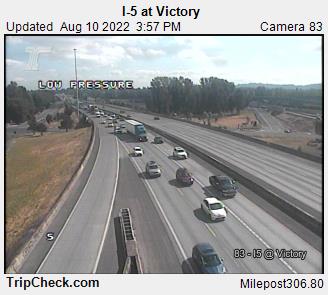 I-5 at Victory
Updated Aug 10 2022 3:57 PM
Camera 83
LOW PRESSURE
S
83 - I5 @ Victory
TripCheck.com
Milepost306.80